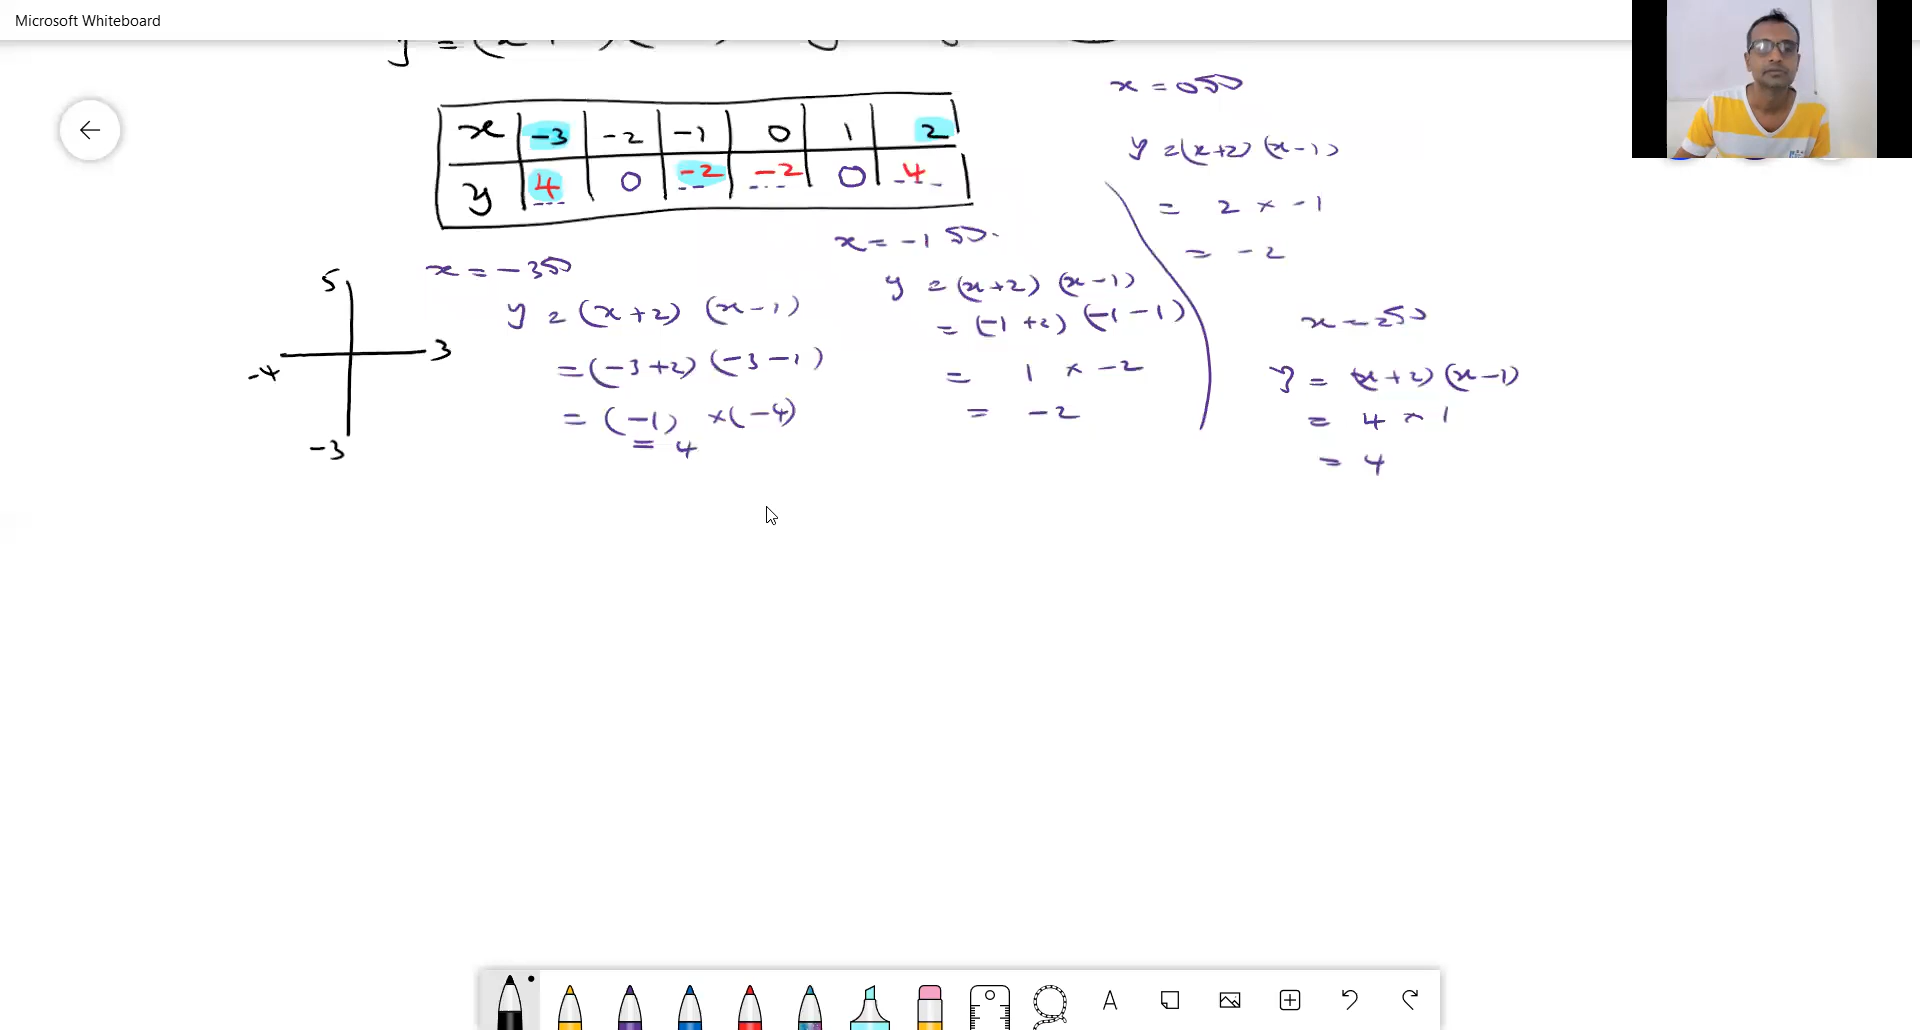 Microsoft Whiteboard
x -3 -2 -1 0 1 2
y 4 0 -2 -2 0 4
5
-4
3
-3
x = -3
y = (x+2) (x-1)
= (-3+2) (-3-1)
= (-1) ×(-4)
= 4
x = -1
y = (x+2) (x-1)
= (-1+2) (-1-1)
= 1 × -2
= -2
x = 0
y =(x+2) (x-1)
= 2 × -1
= -2
x = 2
y = (x+2) (x-1)
= 4 × 1
= 4
A